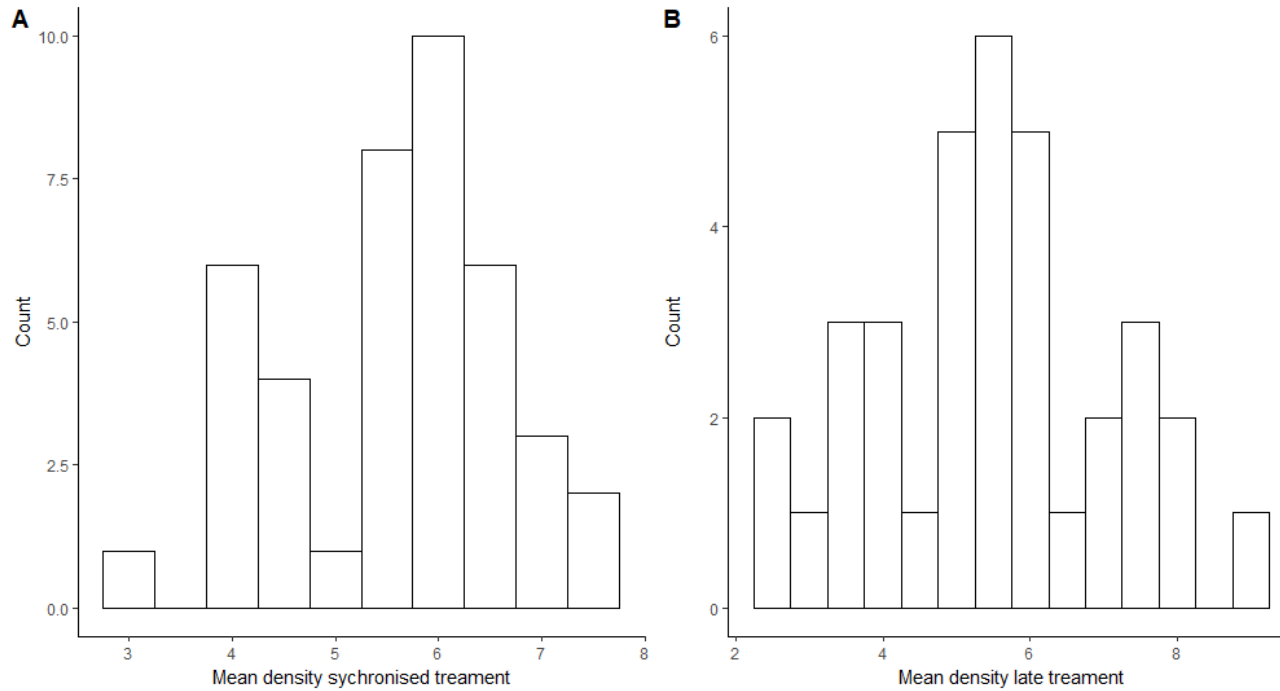 A
10.0
7.5
5.0
2.5
0.0
Count
3 4 5 6 7 8
Mean density sychronised treament
B
6
4
2
0
Count
2 4 6 8
Mean density late treament